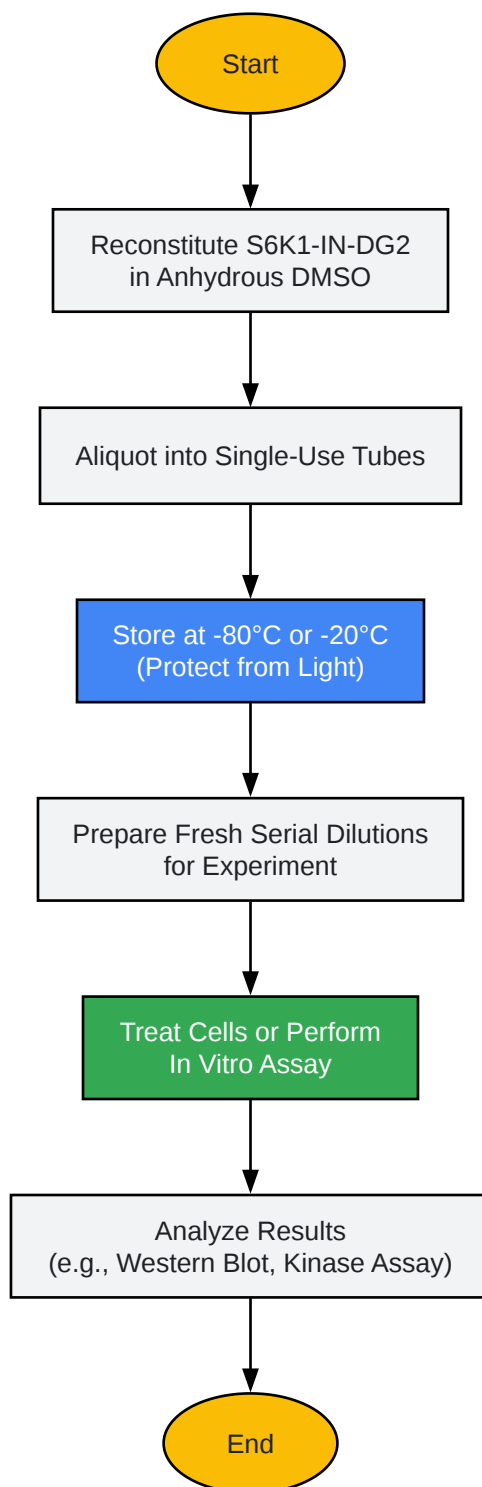 Start
Reconstitute S6K1-IN-DG2
in Anhydrous DMSO
Aliquot into Single-Use Tubes
Store at -80°C or -20°C
(Protect from Light)
Prepare Fresh Serial Dilutions
for Experiment
Treat Cells or Perform
In Vitro Assay
Analyze Results
(e.g., Western Blot, Kinase Assay)
End